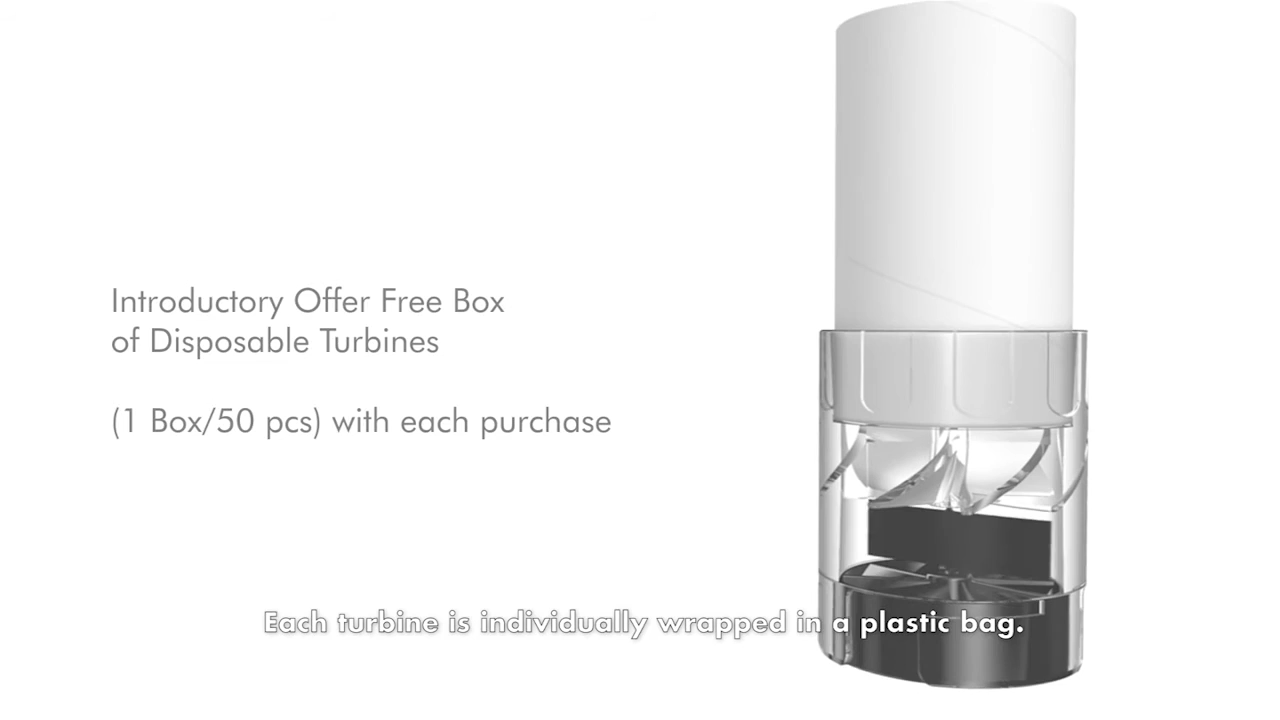 Introductory Offer Free Box
of Disposable Turbines
(1 Box/50 pcs) with each purchase
Each turbine is individually wrapped in a plastic bag.